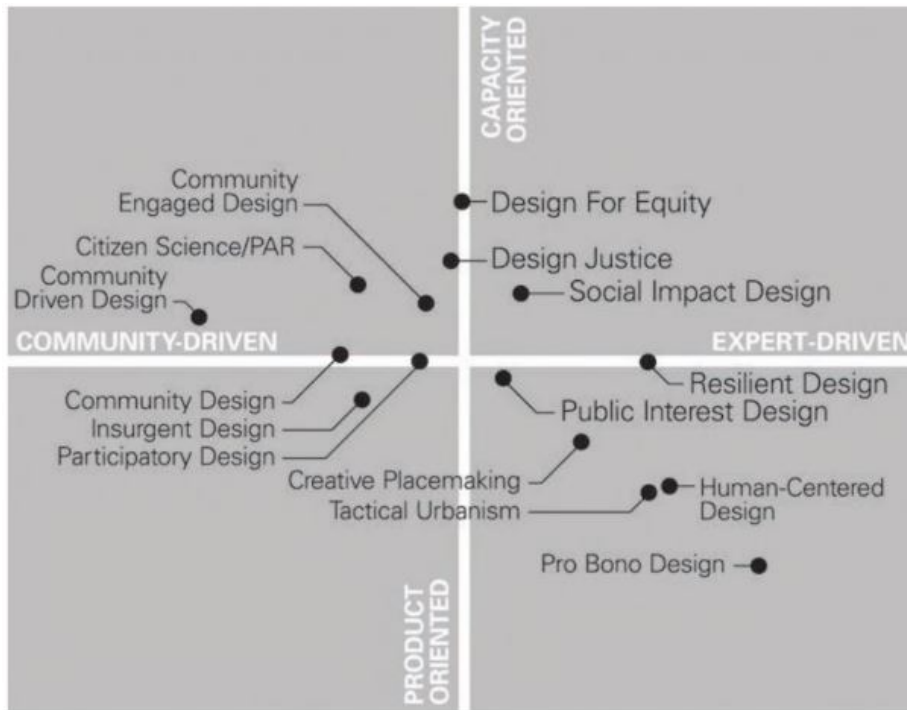 CAPACITY
ORIENTED
Community
Engaged Design
Design For Equity
Citizen Science/PAR
Design Justice
Community
Driven Design
Social Impact Design
COMMUNITY-DRIVEN
EXPERT-DRIVEN
Resilient Design
Community Design
Public Interest Design
Insurgent Design
Participatory Design
Creative Placemaking
Human-Centered
Design
Tactical Urbanism
Pro Bono Design
PRODUCT
ORIENTED